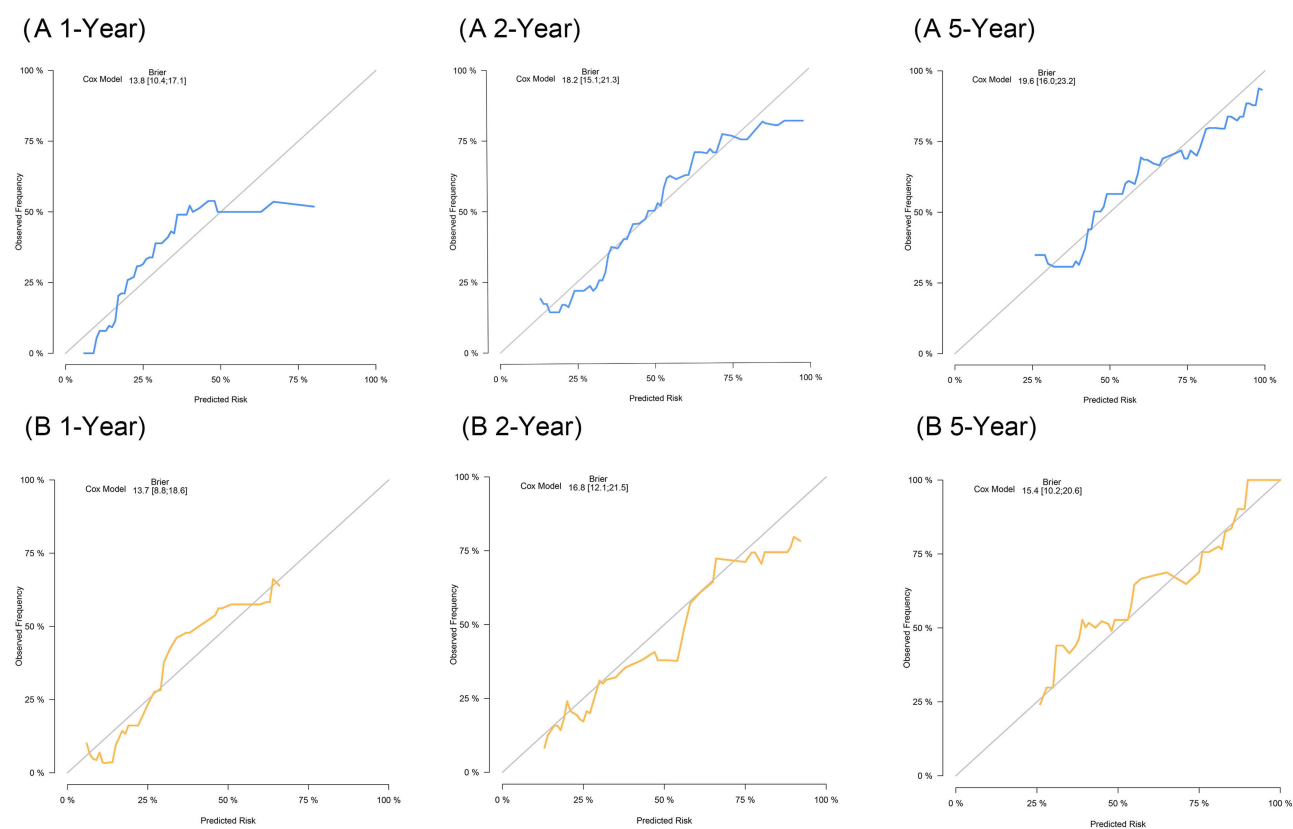 (A 1-Year)
Brier
Cox Model 13.8 [10.4;17.1]
100 %
75 %
50 %
25 %
0 %
Observed Frequency
0 % 25 % 50 % 75 % 100 %
Predicted Risk
(A 2-Year)
Brier
Cox Model 18.2 [15.1;21.3]
100 %
75 %
50 %
25 %
0 %
Observed Frequency
0 % 25 % 50 % 75 % 100 %
Predicted Risk
(A 5-Year)
Brier
Cox Model 19.6 [16.0;23.2]
100 %
75 %
50 %
25 %
0 %
Observed Frequency
0 % 25 % 50 % 75 % 100 %
Predicted Risk
(B 1-Year)
Brier
Cox Model 13.7 [8.8;18.6]
100 %
75 %
50 %
25 %
0 %
Observed Frequency
0 % 25 % 50 % 75 % 100 %
Predicted Risk
(B 2-Year)
Brier
Cox Model 16.8 [12.1;21.5]
100 %
75 %
50 %
25 %
0 %
Observed Frequency
0 % 25 % 50 % 75 % 100 %
Predicted Risk
(B 5-Year)
Brier
Cox Model 15.4 [10.2;20.6]
100 %
75 %
50 %
25 %
0 %
Observed Frequency
0 % 25 % 50 % 75 % 100 %
Predicted Risk